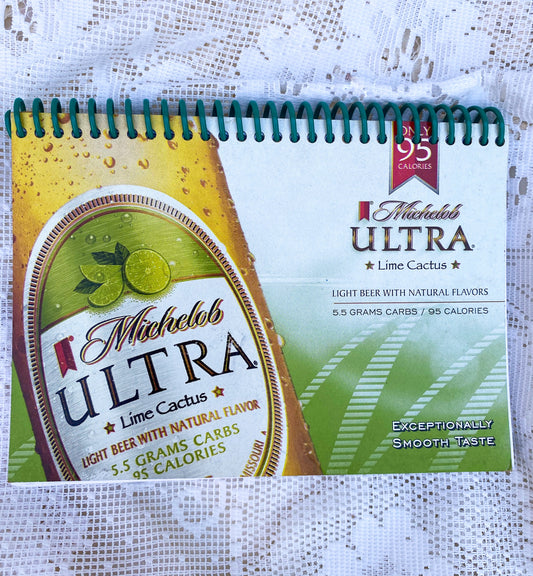 Michelob
ULTRA
Lime Cactus
LIGHT BEER WITH NATURAL FLAVOR
5.5 GRAMS CARBS
95 CALORIES
MISSOURI
ONLY
95
CALORIES
Michelob
ULTRA
Lime Cactus
LIGHT BEER WITH NATURAL FLAVORS
5.5 GRAMS CARBS / 95 CALORIES
EXCEPTIONALLY
SMOOTH TASTE